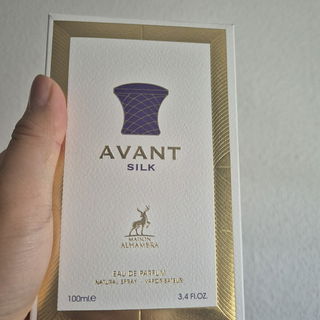 AVANT
SILK
MAISON
ALHAMBRA
EAU DE PARFUM
NATURAL SPRAY - VAPORISATEUR
100ml.e 3.4 FL.OZ.